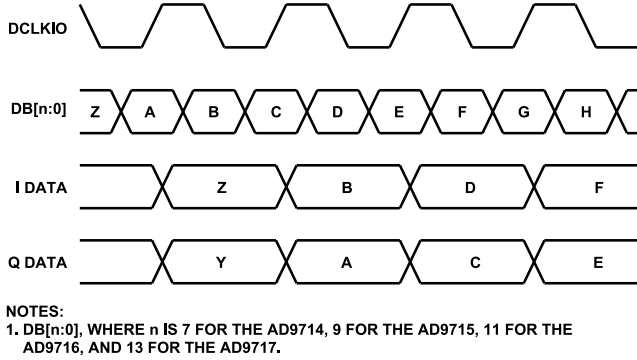 DCLKIO
DB[n:0] Z A B C D E F G H
I DATA Z B D F
Q DATA Y A C E
NOTES:
1. DB[n:0], WHERE n IS 7 FOR THE AD9714, 9 FOR THE AD9715, 11 FOR THE
AD9716, AND 13 FOR THE AD9717.